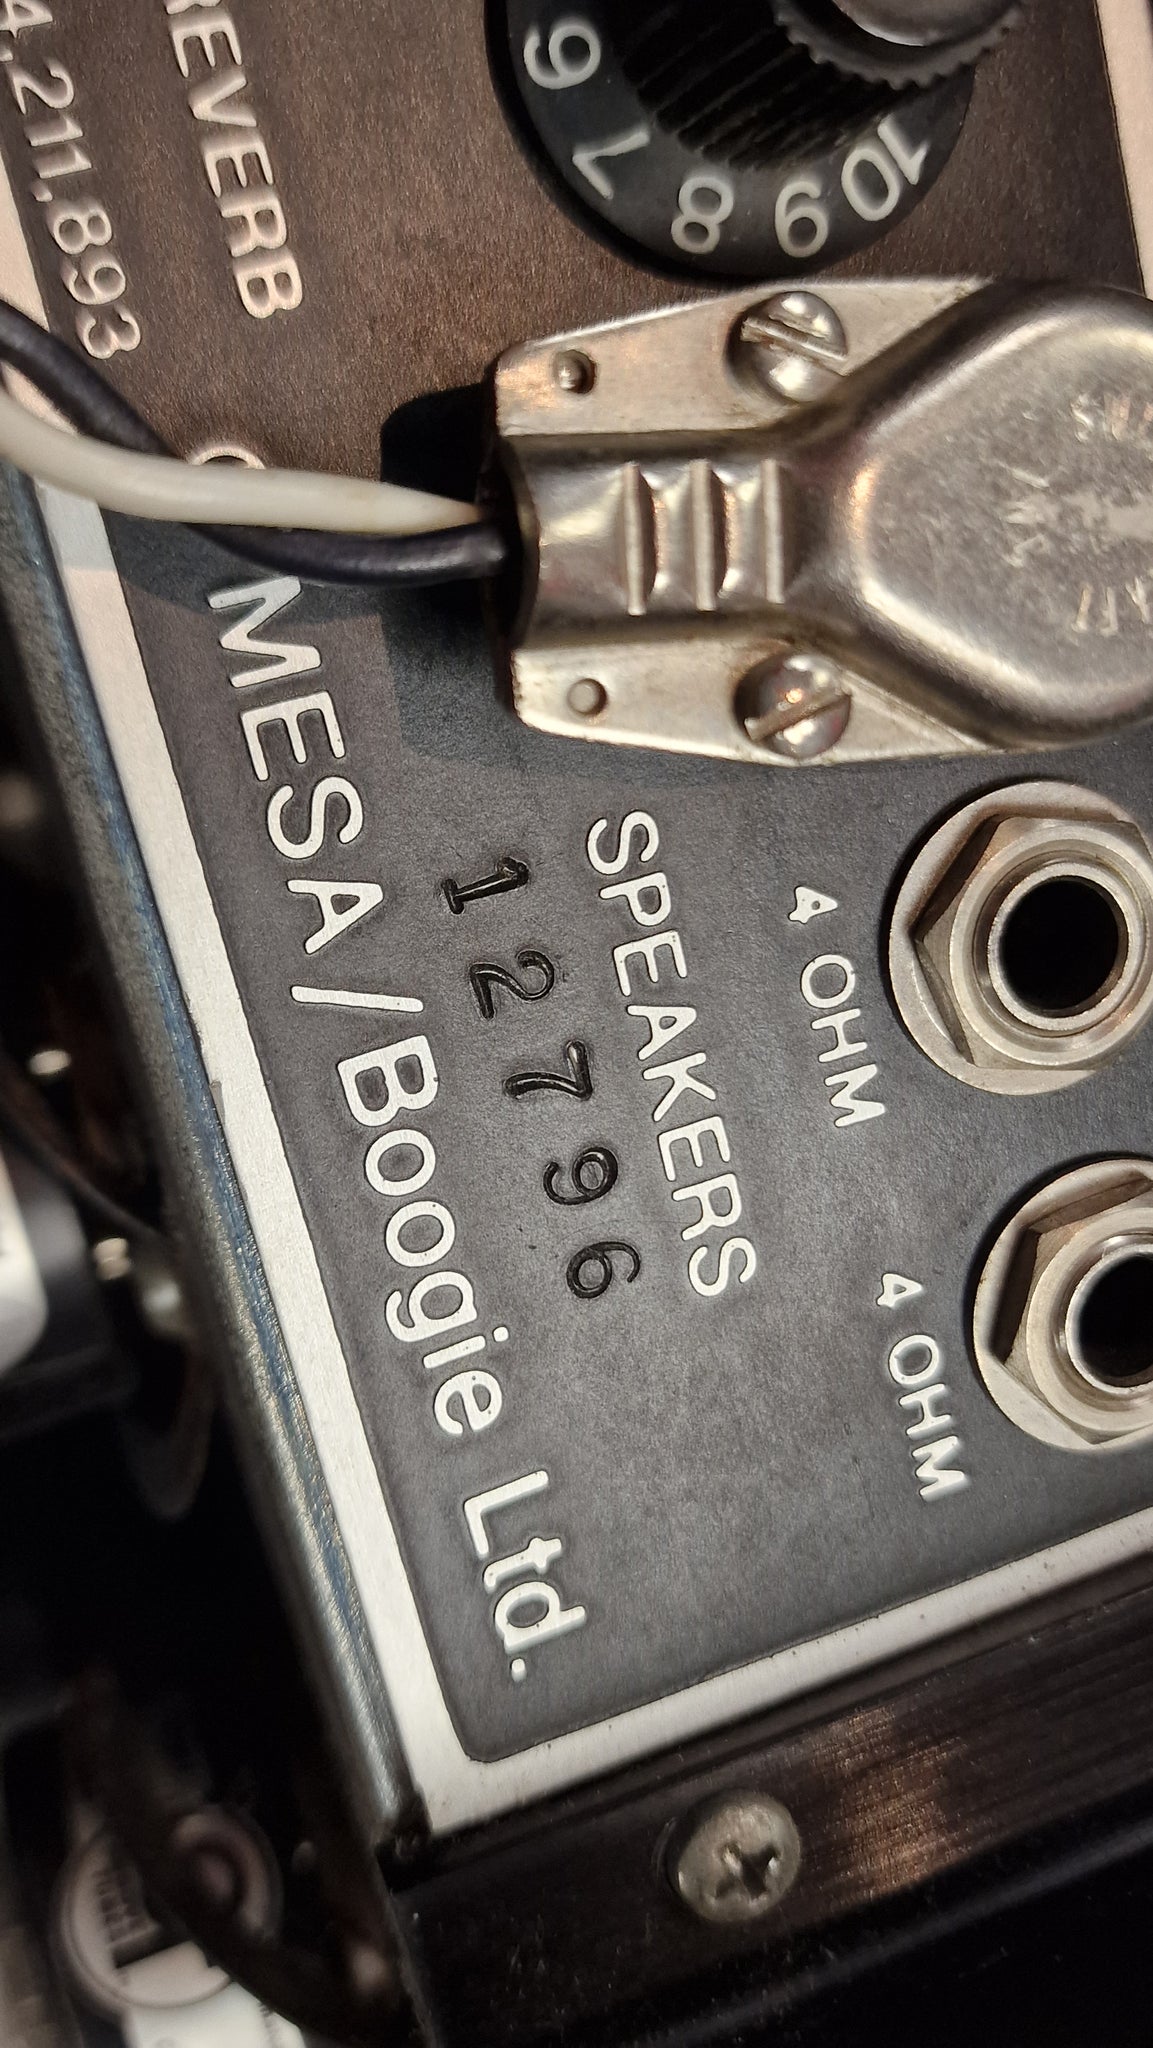 6 7 8 9 10
REVERB
4,211,893
SPEAKERS
4 OHM
4 OHM
12796
MESA/Boogie Ltd.